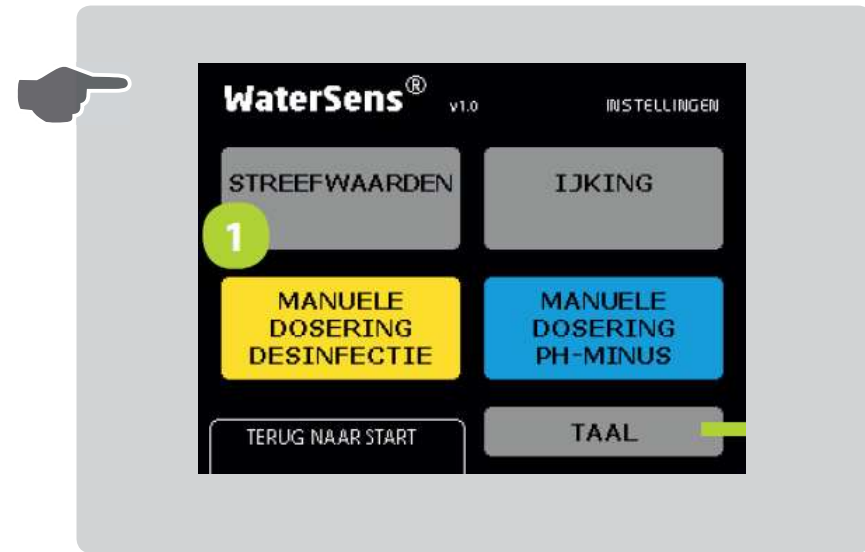 WaterSens® v1.0 INSTELLINGEN
STREEFWAARDEN
IJKING
1
MANUELE
DOSERING
DESINFECTIE
MANUELE
DOSERING
PH-MINUS
TERUG NAAR START
TAAL